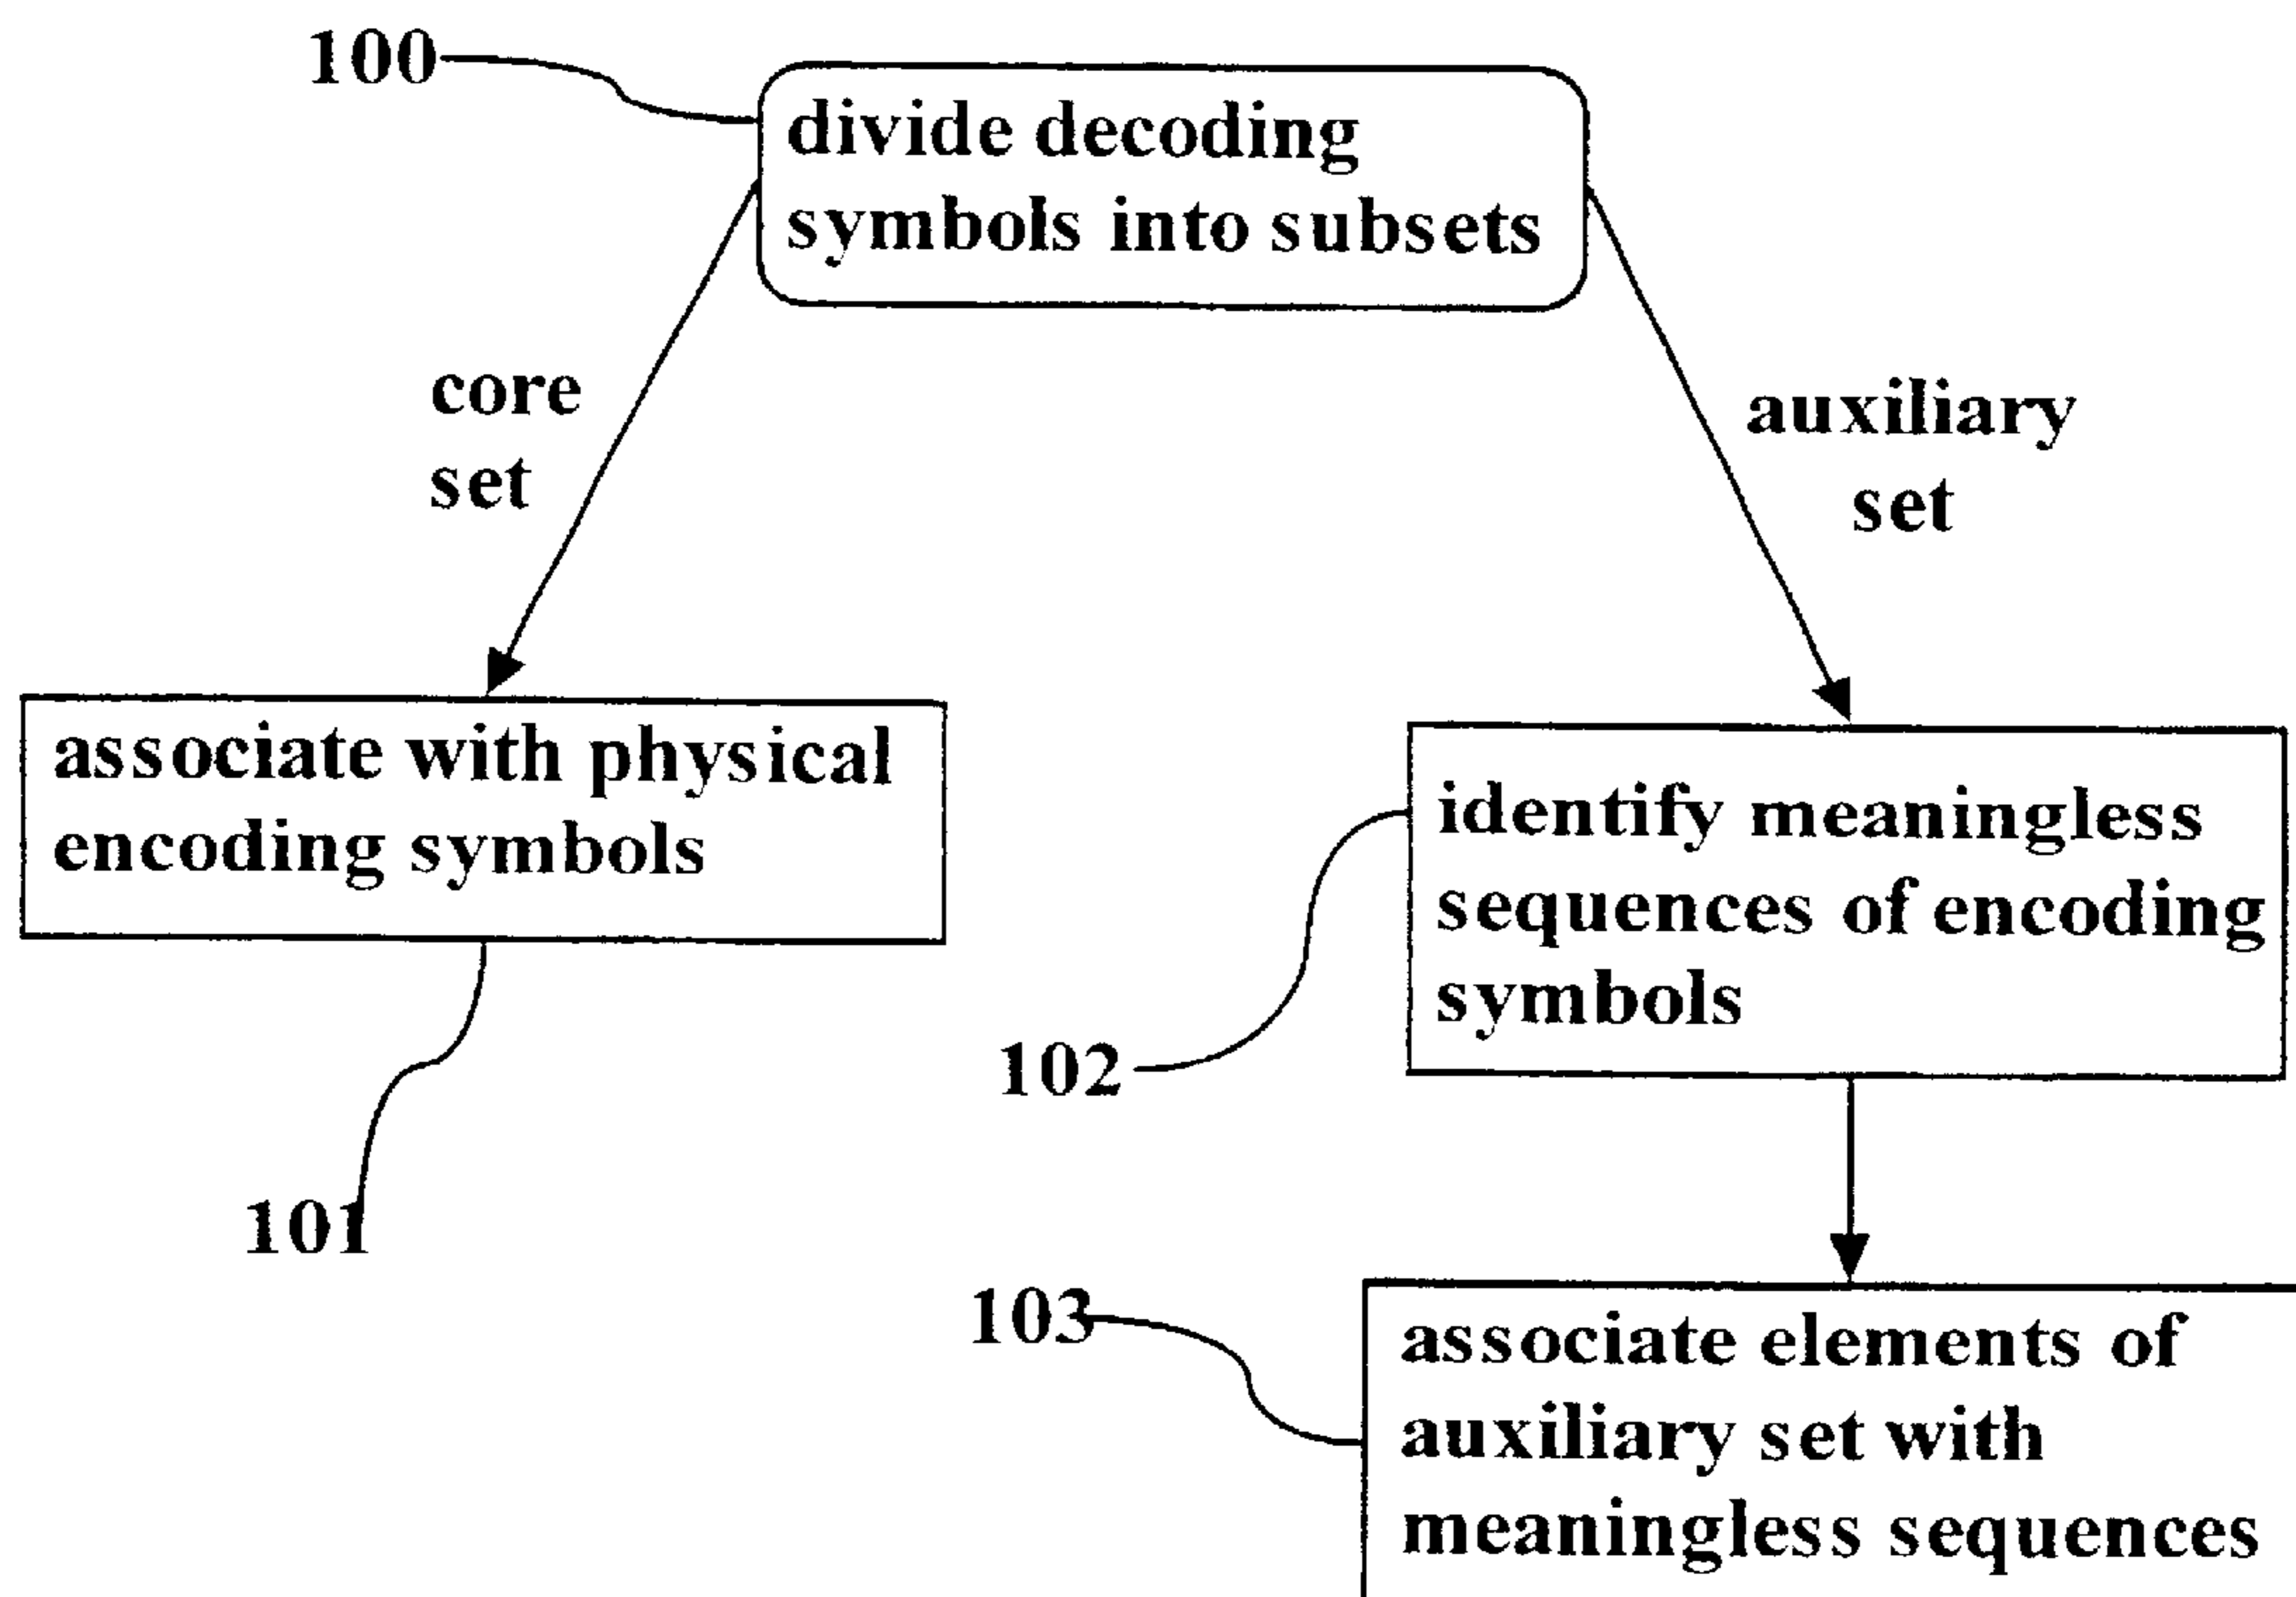 100
divide decoding
symbols into subsets
core
set
auxiliary
set
associate with physical
encoding symbols
identify meaningless
sequences of encoding
symbols
102
101
103
associate elements of
auxiliary set with
meaningless sequences